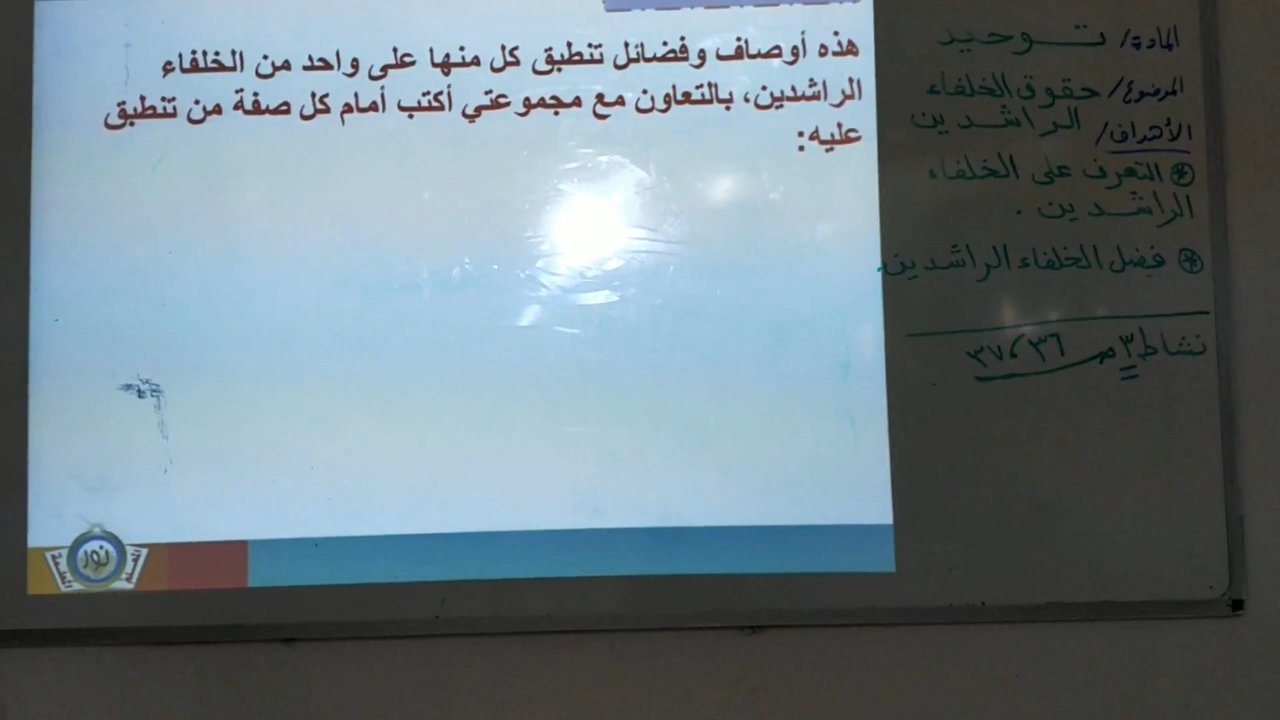 هذه أوصاف وفضائل تنطبق كل منها على واحد من الخلفاء
الراشدين، بالتعاون مع مجموعتي أكتب أمام كل صفة من تنطبق
عليه:
المادة/ تـوحيد
الموضوع/ حقوق الخلفاء
الراشدين
الأهداف/
التعرف على الخلفاء
الراشدين .
فضل الخلفاء الراشدين.
نشاط ٣ ص ٣٦ ، ٣٧
نور